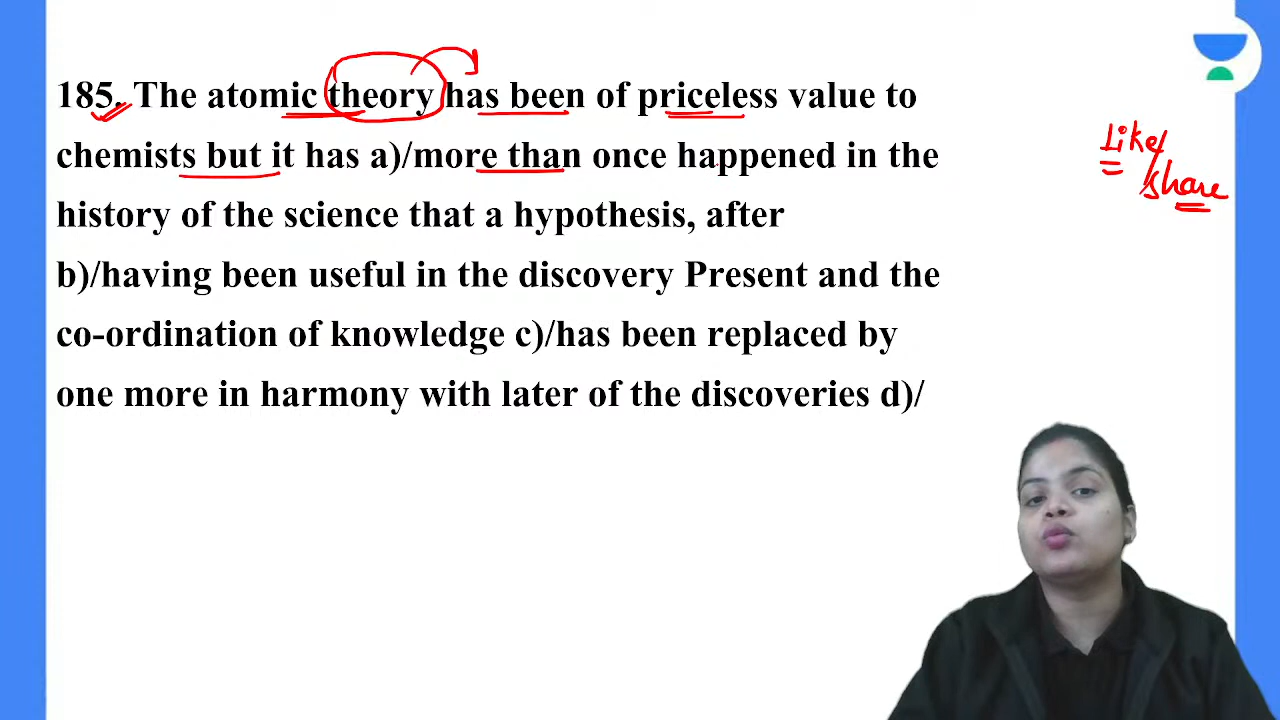 185. The atomic theory has been of priceless value to
chemists but it has a)/more than once happened in the
history of the science that a hypothesis, after
b)/having been useful in the discovery Present and the
co-ordination of knowledge c)/has been replaced by
one more in harmony with later of the discoveries d)/
Like/
share